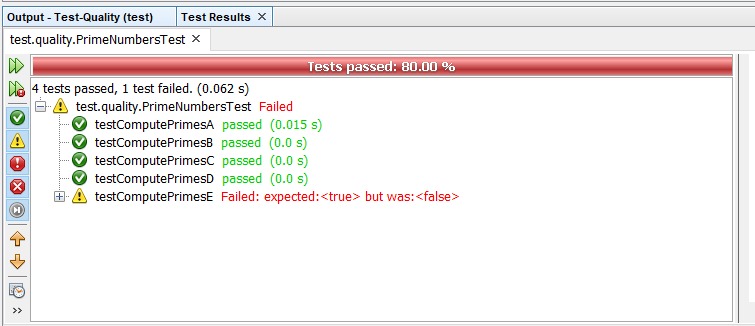 Output - Test-Quality (test) Test Results
test.quality.PrimeNumbersTest
Tests passed: 80.00 %
4 tests passed, 1 test failed. (0.062 s)
test.quality.PrimeNumbersTest Failed
testComputePrimesA passed (0.015 s)
testComputePrimesB passed (0.0 s)
testComputePrimesC passed (0.0 s)
testComputePrimesD passed (0.0 s)
testComputePrimesE Failed: expected:<true> but was:<false>